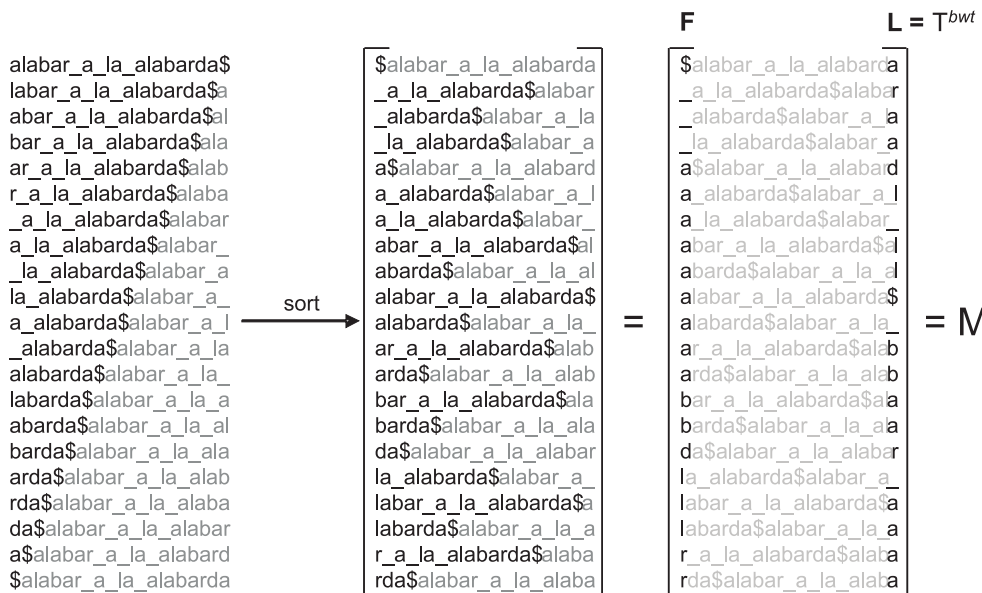 alabar_a_la_alabarda$
labar_a_la_alabarda$a
abar_a_la_alabarda$al
bar_a_la_alabarda$ala
ar_a_la_alabarda$alab
r_a_la_alabarda$alaba
_a_la_alabarda$alabar
a_la_alabarda$alabar_
_la_alabarda$alabar_a
la_alabarda$alabar_a_
a_alabarda$alabar_a_l
_alabarda$alabar_a_la
alabarda$alabar_a_la_
labarda$alabar_a_la_a
abarda$alabar_a_la_al
barda$alabar_a_la_ala
arda$alabar_a_la_alab
rda$alabar_a_la_alaba
da$alabar_a_la_alabar
a$alabar_a_la_alabard
$alabar_a_la_alabarda
sort
$alabar_a_la_alabarda
_a_la_alabarda$alabar
_alabarda$alabar_a_la
_la_alabarda$alabar_a
a$alabar_a_la_alabard
a_alabarda$alabar_a_l
a_la_alabarda$alabar_
abar_a_la_alabarda$al
abarda$alabar_a_la_al
alabar_a_la_alabarda$
alabarda$alabar_a_la_
ar_a_la_alabarda$alab
arda$alabar_a_la_alab
bar_a_la_alabarda$ala
barda$alabar_a_la_ala
da$alabar_a_la_alabar
la_alabarda$alabar_a_
labar_a_la_alabarda$a
labarda$alabar_a_la_a
r_a_la_alabarda$alaba
rda$alabar_a_la_alaba
=
F L = Tbwt
$alabar_a_la_alabarda
_a_la_alabarda$alabar
_alabarda$alabar_a_la
_la_alabarda$alabar_a
a$alabar_a_la_alabard
a_alabarda$alabar_a_l
a_la_alabarda$alabar_
abar_a_la_alabarda$al
abarda$alabar_a_la_al
alabar_a_la_alabarda$
alabarda$alabar_a_la_
ar_a_la_alabarda$alab
arda$alabar_a_la_alab
bar_a_la_alabarda$ala
barda$alabar_a_la_ala
da$alabar_a_la_alabar
la_alabarda$alabar_a_
labar_a_la_alabarda$a
labarda$alabar_a_la_a
r_a_la_alabarda$alaba
rda$alabar_a_la_alaba
= M